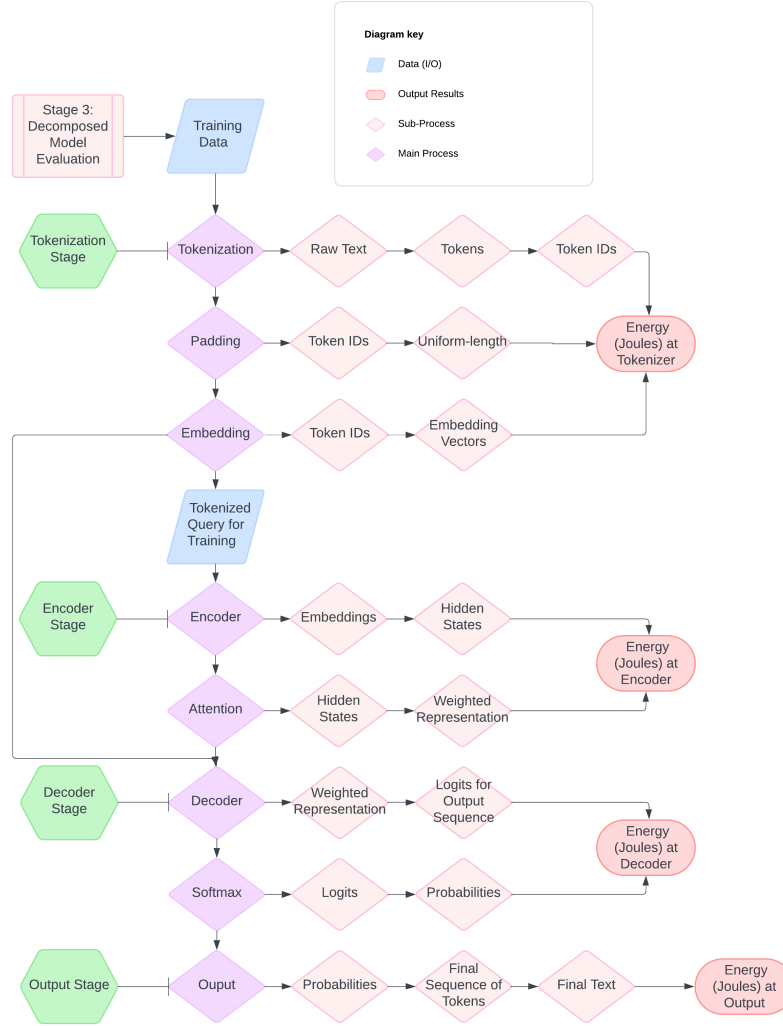 Diagram key
Data (I/O)
Output Results
Sub-Process
Main Process
Stage 3:
Decomposed
Model
Evaluation
Training
Data
Tokenization
Stage
Tokenization
Raw Text
Tokens
Token IDs
Padding
Token IDs
Uniform-length
Energy
(Joules) at
Tokenizer
Embedding
Token IDs
Embedding
Vectors
Tokenized
Query for
Training
Encoder
Stage
Encoder
Embeddings
Hidden
States
Energy
(Joules) at
Encoder
Attention
Hidden
States
Weighted
Representation
Decoder
Stage
Decoder
Weighted
Representation
Logits for
Output
Sequence
Energy
(Joules) at
Decoder
Softmax
Logits
Probabilities
Output Stage
Ouput
Probabilities
Final
Sequence of
Tokens
Final Text
Energy
(Joules) at
Output